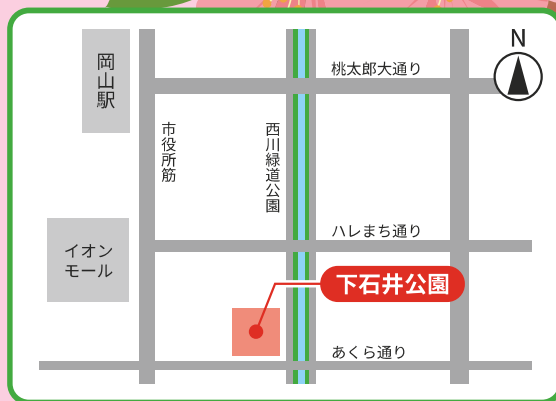 岡山駅
N
桃太郎大通り
市役所筋
西川緑道公園
ハレまち通り
イオン
モール
下石井公園
あくら通り